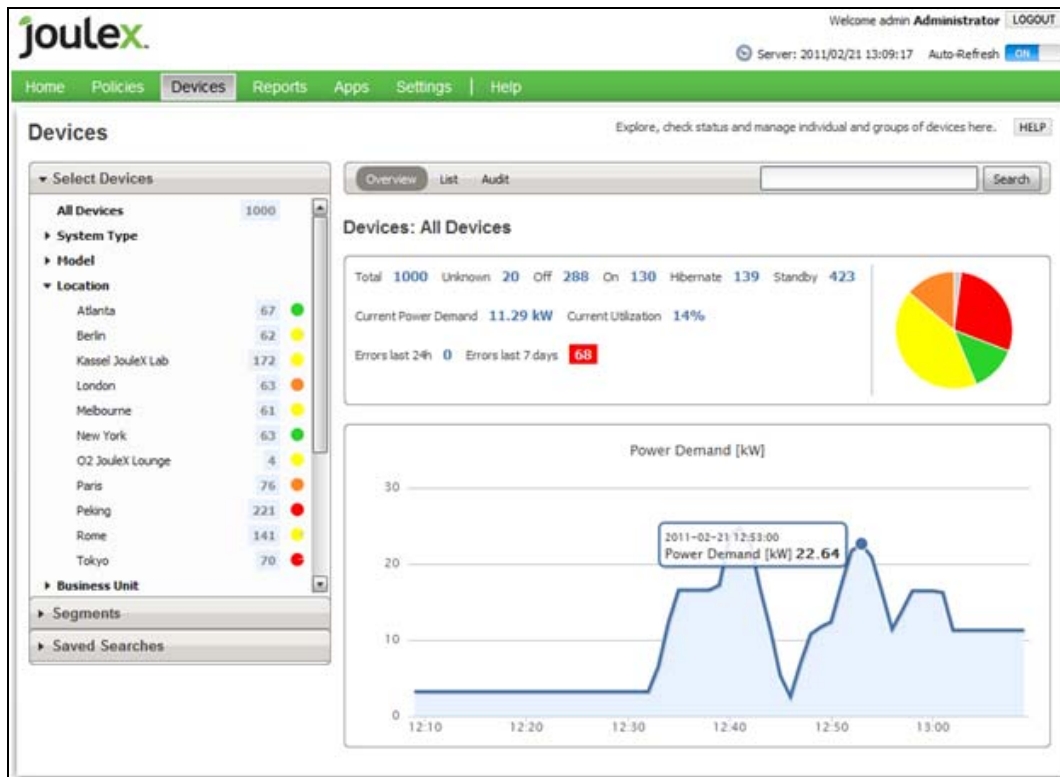 joulex.
Welcome admin Administrator LOGOUT
Server: 2011/02/21 13:09:17 Auto-Refresh ON
Home Policies Devices Reports Apps Settings | Help
Devices
Explore, check status and manage individual and groups of devices here. HELP
Select Devices
All Devices 1000
System Type
Model
Location
Atlanta 67
Berlin 62
Kassel JouleX Lab 172
London 63
Melbourne 61
New York 63
O2 JouleX Lounge 4
Paris 76
Peking 221
Rome 141
Tokyo 70
Business Unit
Segments
Saved Searches
Overview List Audit Search
Devices: All Devices
Total 1000 Unknown 20 Off 288 On 130 Hibernate 139 Standby 423
Current Power Demand 11.29 kW Current Utilization 14%
Errors last 24h 0 Errors last 7 days 68
Power Demand [kW]
30
20
10
0
2011-02-21 12:53:00
Power Demand [kW] 22.64
12:10 12:20 12:30 12:40 12:50 13:00